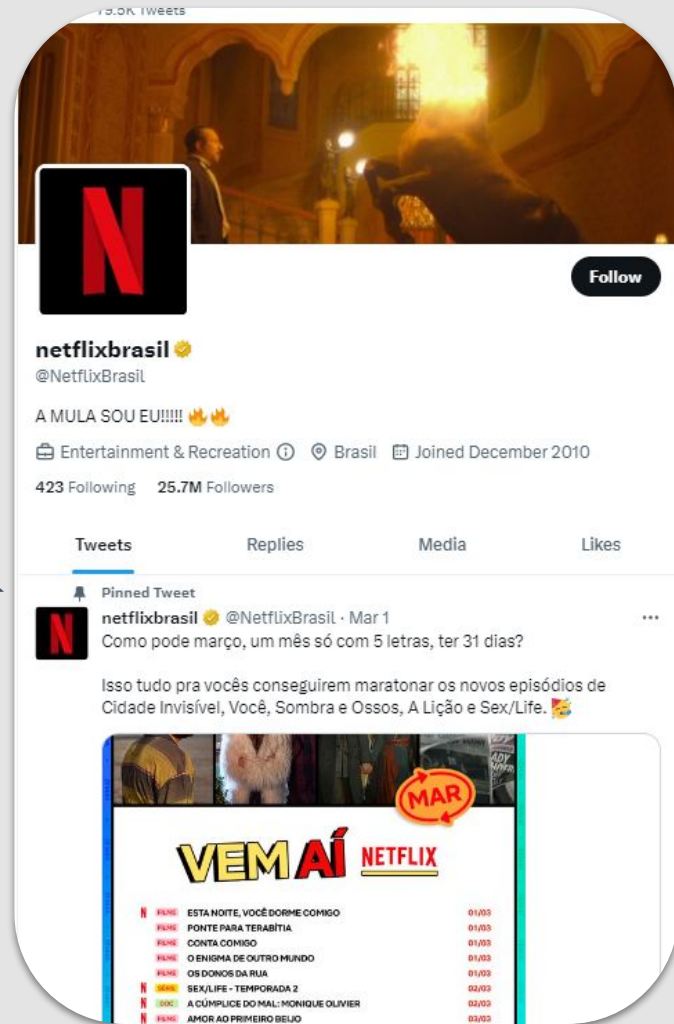 79.5K Tweets
Follow
netflixbrasil
@NetflixBrasil
A MULA SOU EU!!!!! 🔥🔥
Entertainment & Recreation Brasil Joined December 2010
423 Following 25.7M Followers
Tweets Replies Media Likes
Pinned Tweet
netflixbrasil @NetflixBrasil · Mar 1
Como pode março, um mês só com 5 letras, ter 31 dias?
Isso tudo pra vocês conseguirem maratonar os novos episódios de
Cidade Invisível, Você, Sombra e Ossos, A Lição e Sex/Life. 🥳
MAR
VEM AÍ NETFLIX
N FILME ESTA NOITE, VOCÊ DORME COMIGO 01/03
FILME PONTE PARA TERABÍTIA 01/03
FILME CONTA COMIGO 01/03
FILME O ENIGMA DE OUTRO MUNDO 01/03
FILME OS DONOS DA RUA 01/03
N SÉRIE SEX/LIFE - TEMPORADA 2 02/03
N DOC A CÚMPLICE DO MAL: MONIQUE OLIVIER 02/03
N FILME AMOR AO PRIMEIRO BEIJO 03/03